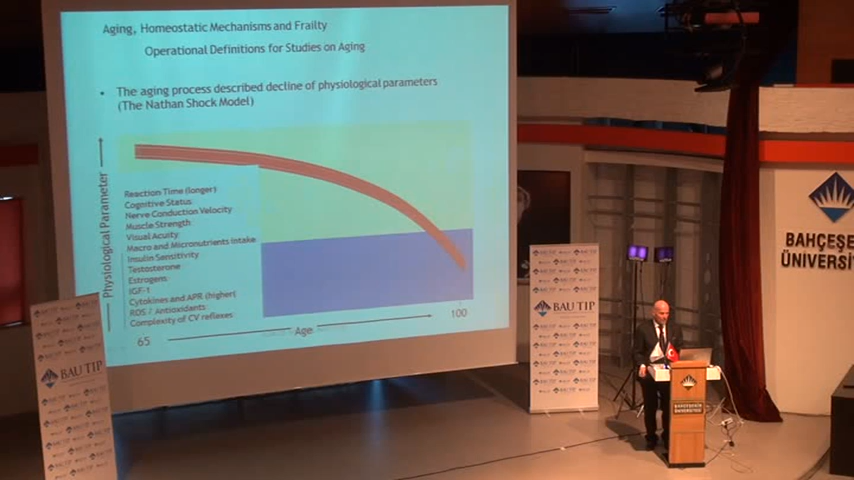 Aging, Homeostatic Mechanisms and Frailty
Operational Definitions for Studies on Aging
• The aging process described decline of physiological parameters
(The Nathan Shock Model)
Physiological Parameter
Reaction Time (longer)
Cognitive Status
Nerve Conduction Velocity
Muscle Strength
Visual Acuity
Macro and Micronutrients intake
Insulin Sensitivity
Testosterone
Estrogens
IGF-1
Cytokines and APR (higher)
ROS / Antioxidants
Complexity of CV reflexes
65
Age
100
BAU TIP
BAU TIP
BAHÇEŞE
ÜNİVERSİ
BAHÇEŞEHİR
ÜNİVERSİTESİ